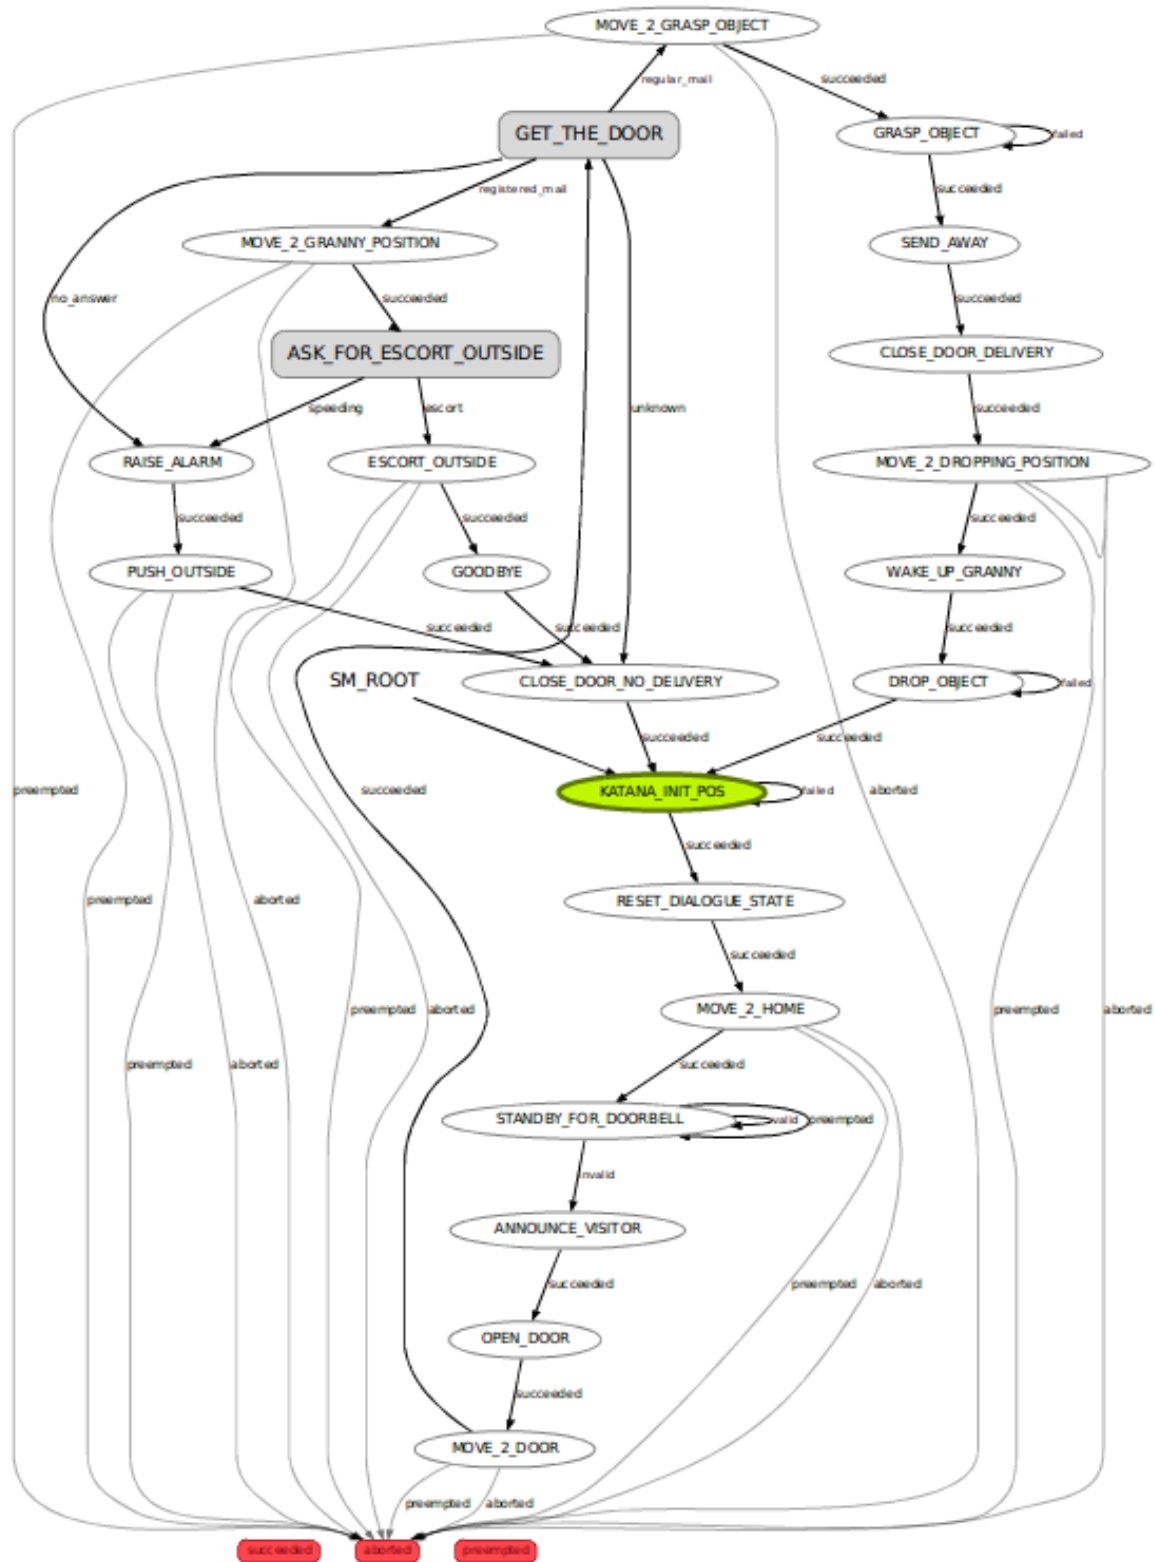 MOVE_2_GRASP_OBJECT
regular_mail
succeeded
GET_THE_DOOR
GRASP_OBJECT
failed
registered_mail
succeeded
MOVE_2_GRANNY_POSITION
SEND_AWAY
no_answer
succeeded
succeeded
ASK_FOR_ESCORT_OUTSIDE
CLOSE_DOOR_DELIVERY
speeding
escort
unknown
succeeded
RAISE_ALARM
ESCORT_OUTSIDE
MOVE_2_DROPPING_POSITION
succeeded
succeeded
succeeded
PUSH_OUTSIDE
GOODBYE
WAKE_UP_GRANNY
succeeded
succeeded
succeeded
SM_ROOT
CLOSE_DOOR_NO_DELIVERY
DROP_OBJECT
failed
succeeded
succeeded
preempted
succeeded
KATANA_INIT_POS
failed
aborted
succeeded
preempted
aborted
RESET_DIALOGUE_STATE
succeeded
preempted
aborted
MOVE_2_HOME
preempted
aborted
preempted
aborted
succeeded
STANDBY_FOR_DOORBELL
valid
preempted
invalid
ANNOUNCE_VISITOR
succeeded
preempted
aborted
OPEN_DOOR
succeeded
MOVE_2_DOOR
preempted
aborted
succeeded
aborted
preempted